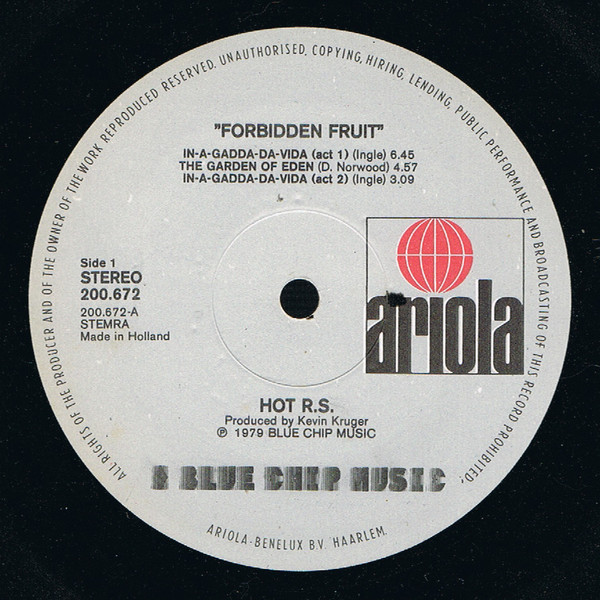 ALL RIGHTS OF THE PRODUCER AND OF THE OWNER OF THE WORK REPRODUCED RESERVED. UNAUTHORISED, COPYING, HIRING, LENDING, PUBLIC PERFORMANCE AND BROADCASTING OF THIS RECORD PROHIBITED.
"FORBIDDEN FRUIT"
IN-A-GADDA-DA-VIDA (act 1) (Ingle) 6.45
THE GARDEN OF EDEN (D. Norwood) 4.57
IN-A-GADDA-DA-VIDA (act 2) (Ingle) 3.09
Side 1
STEREO
200.672
200.672-A
STEMRA
Made in Holland
ariola
HOT R.S.
Produced by Kevin Kruger
℗ 1979 BLUE CHIP MUSIC
BLUE CHIP MUSIC
ARIOLA-BENELUX B.V. HAARLEM.